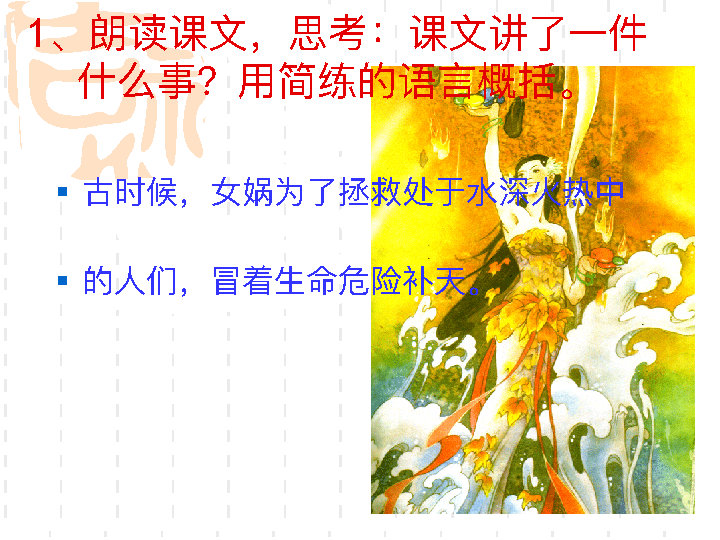 1、朗读课文，思考：课文讲了一件
什么事？用简练的语言概括。
古时候，女娲为了拯救处于水深火热中
的人们，冒着生命危险补天。